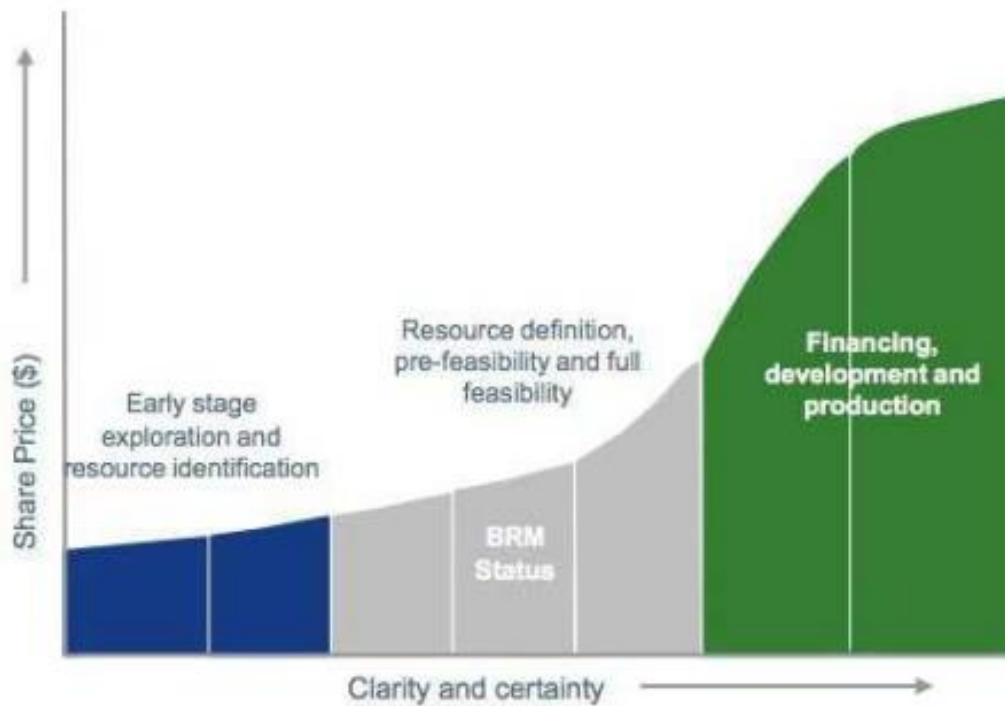 Share Price ($)
Early stage
exploration and
resource identification
Resource definition,
pre-feasibility and full
feasibility
BRM
Status
Financing,
development and
production
Clarity and certainty